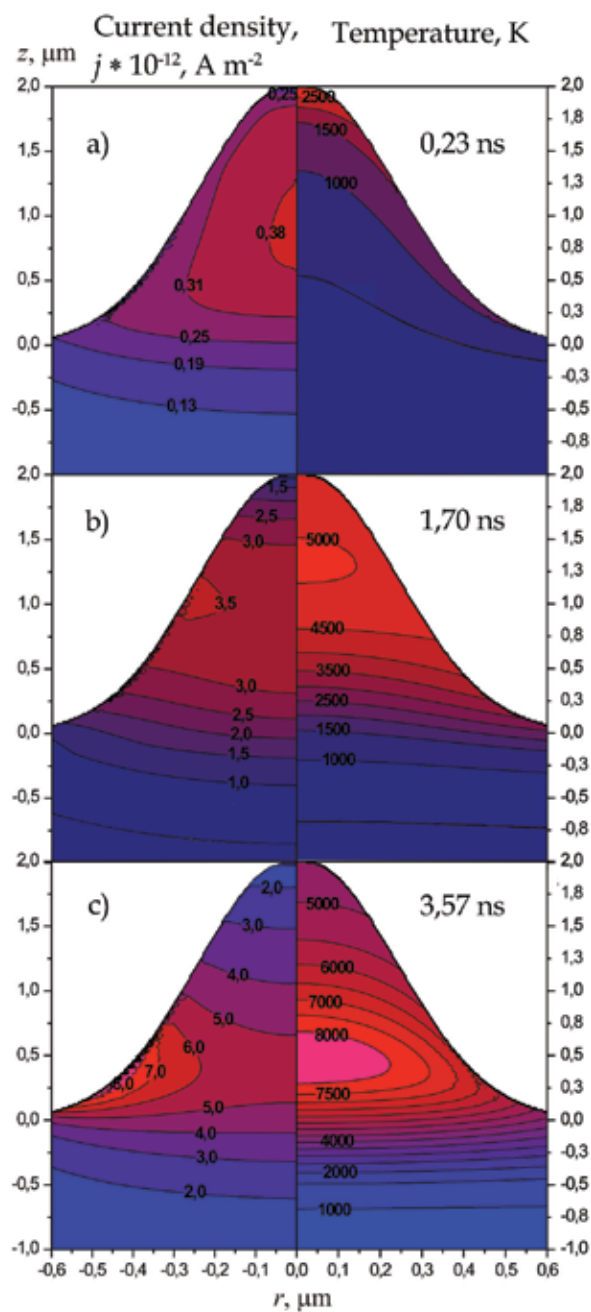 Current density,
Temperature, K
z, μm
j * 10-12, A m-2
2,0 0,25 2500 2,0
1,8
a) 1500 0,23 ns
1,5 1,5
1000 1,3
1,0 1,0
0,38 0,8
0,5 0,31 0,5
0,3
0,0 0,25 0,0
0,19 -0,3
-0,5 0,13 -0,5
-0,8
2,0 2,0
1,5 1,8
b) 2,5 1,70 ns
1,5 3,0 5000 1,5
1,3
1,0 3,5 1,0
4500 0,8
0,5 3500 0,5
3,0 2500 0,3
2,5
0,0 2,0 1500 0,0
1,5 1000 -0,3
-0,5 1,0 -0,5
-0,8
2,0 2,0
2,0 1,8
c) 5000 3,57 ns
1,5 3,0 1,5
4,0 6000 1,3
1,0 7000 1,0
5,0 8000 0,8
6,0
0,5 7,0 0,5
8,0 7500 0,3
0,0 5,0 0,0
4,0 4000
3,0 2000 -0,3
-0,5 2,0 -0,5
1000 -0,8
-1,0 -1,0
-0,6 -0,5 -0,4 -0,3 -0,2 -0,1 0,0 0,1 0,2 0,3 0,4 0,5 0,6
r, μm